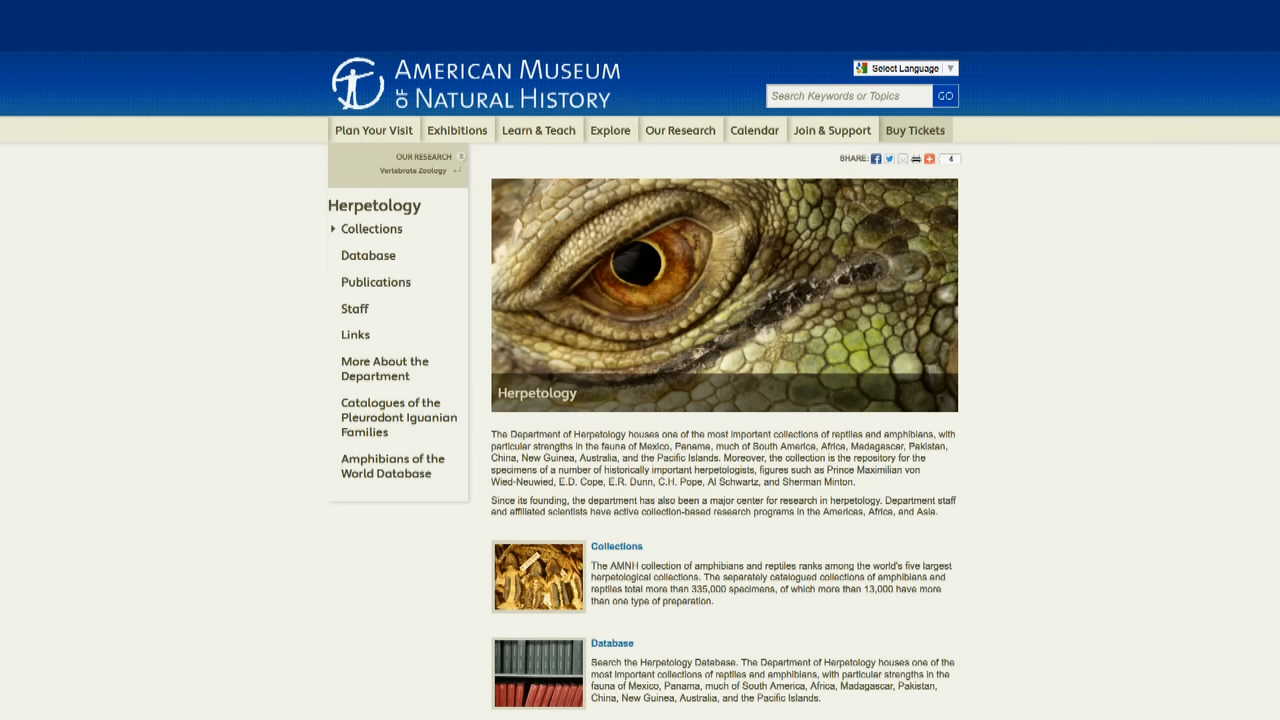 AMERICAN MUSEUM
OF NATURAL HISTORY
Select Language
Search Keywords or Topics GO
Plan Your Visit Exhibitions Learn & Teach Explore Our Research Calendar Join & Support Buy Tickets
OUR RESEARCH
Vertebrate Zoology
SHARE: 4
Herpetology
Collections
Database
Publications
Staff
Links
More About the
Department
Catalogues of the
Pleurodont Iguanian
Families
Amphibians of the
World Database
Herpetology
The Department of Herpetology houses one of the most important collections of reptiles and amphibians, with
particular strengths in the fauna of Mexico, Panama, much of South America, Africa, Madagascar, Pakistan,
China, New Guinea, Australia, and the Pacific Islands. Moreover, the collection is the repository for the
specimens of a number of historically important herpetologists, figures such as Prince Maximilian von
Wied-Neuwied, E.D. Cope, E.R. Dunn, C.H. Pope, Al Schwartz, and Sherman Minton.
Since its founding, the department has also been a major center for research in herpetology. Department staff
and affiliated scientists have active collection-based research programs in the Americas, Africa, and Asia.
Collections
The AMNH collection of amphibians and reptiles ranks among the world's five largest
herpetological collections. The separately catalogued collections of amphibians and
reptiles total more than 335,000 specimens, of which more than 13,000 have more
than one type of preparation.
Database
Search the Herpetology Database. The Department of Herpetology houses one of the
most important collections of reptiles and amphibians, with particular strengths in the
fauna of Mexico, Panama, much of South America, Africa, Madagascar, Pakistan,
China, New Guinea, Australia, and the Pacific Islands.